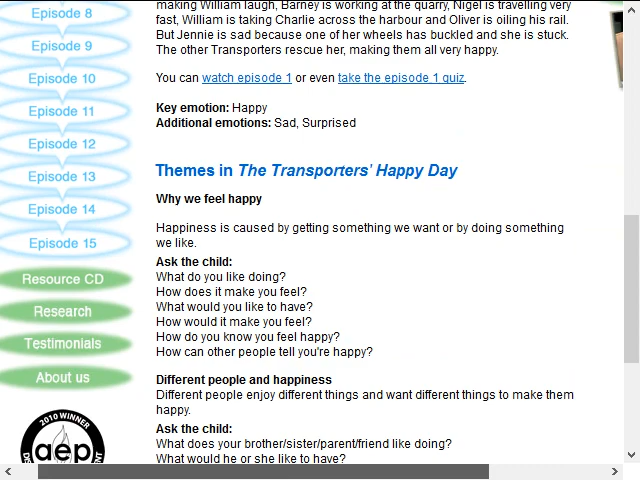 Episode 8
Episode 9
Episode 10
Episode 11
Episode 12
Episode 13
Episode 14
Episode 15
Resource CD
Research
Testimonials
About us
2010 WINNER
aep
making William laugh, Barney is working at the quarry, Nigel is travelling very
fast, William is taking Charlie across the harbour and Oliver is oiling his rail.
But Jennie is sad because one of her wheels has buckled and she is stuck.
The other Transporters rescue her, making them all very happy.
You can watch episode 1 or even take the episode 1 quiz.
Key emotion: Happy
Additional emotions: Sad, Surprised
Themes in The Transporters' Happy Day
Why we feel happy
Happiness is caused by getting something we want or by doing something
we like.
Ask the child:
What do you like doing?
How does it make you feel?
What would you like to have?
How would it make you feel?
How do you know you feel happy?
How can other people tell you're happy?
Different people and happiness
Different people enjoy different things and want different things to make them
happy.
Ask the child:
What does your brother/sister/parent/friend like doing?
What would he or she like to have?